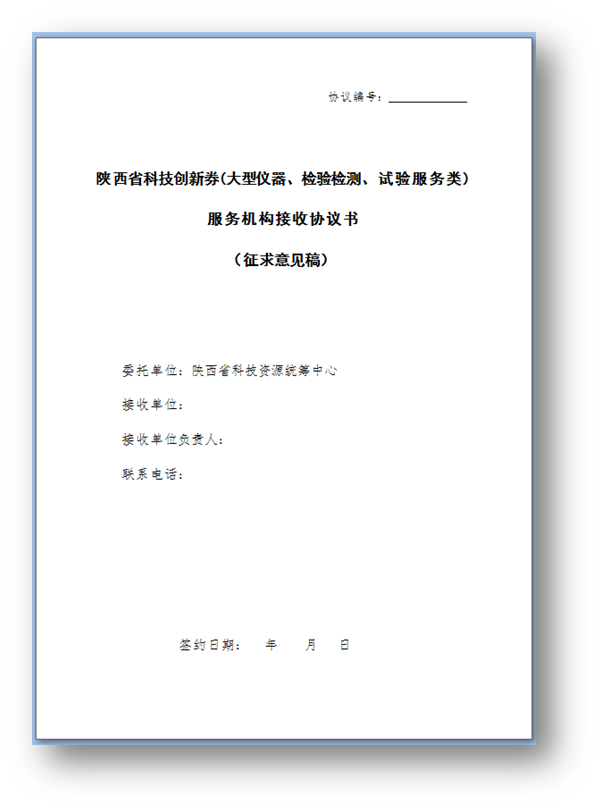 协议编号：
陕西省科技创新券(大型仪器、检验检测、试验服务类)
服务机构接收协议书
（征求意见稿）
委托单位：陕西省科技资源统筹中心
接收单位：
接收单位负责人：
联系电话：
签约日期： 年 月 日